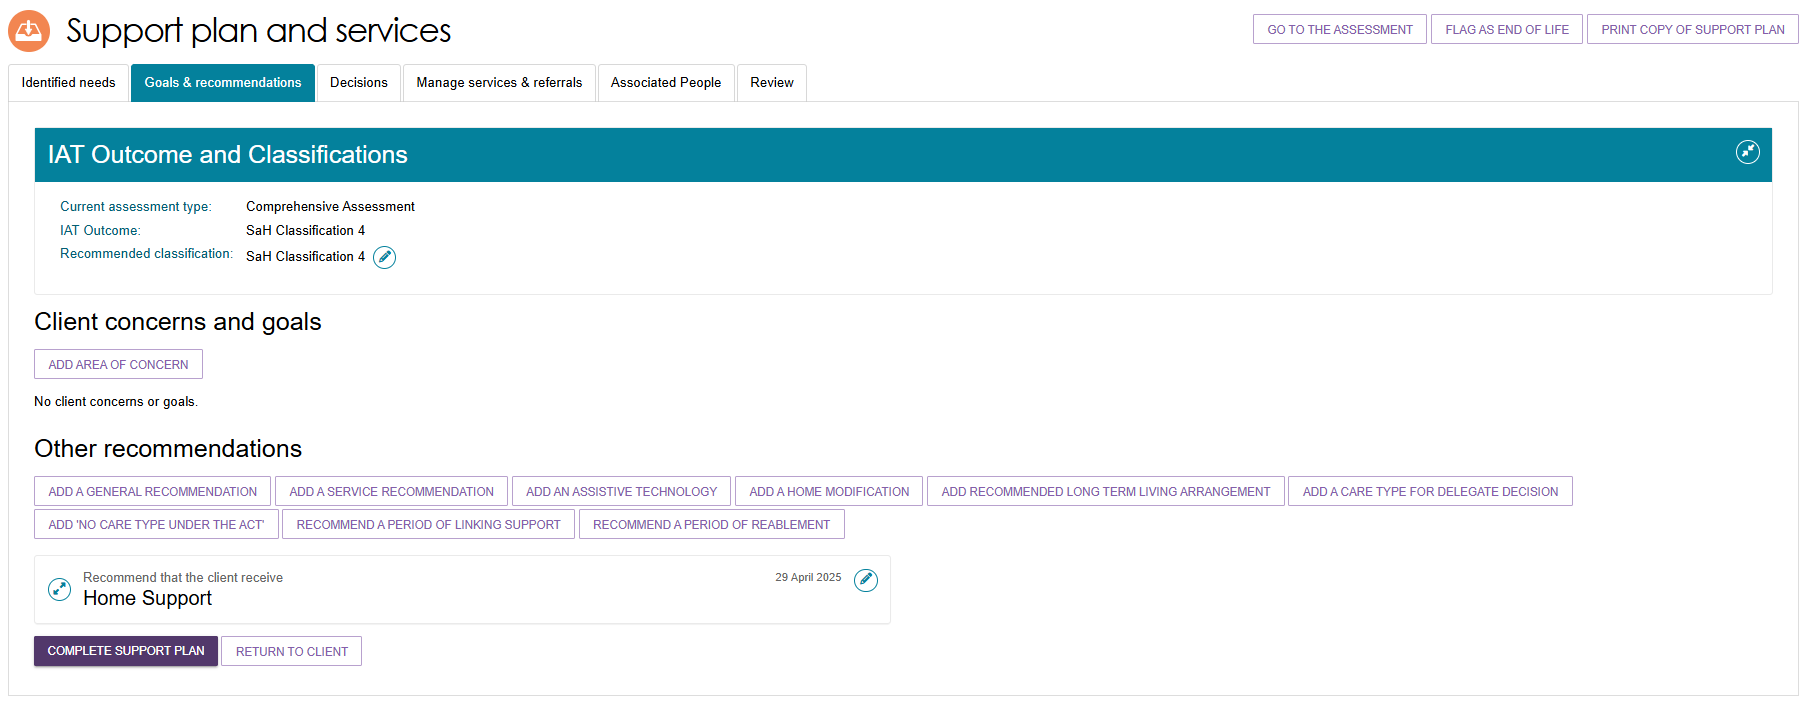 Support plan and services
GO TO THE ASSESSMENT
FLAG AS END OF LIFE
PRINT COPY OF SUPPORT PLAN
Identified needs
Goals & recommendations
Decisions
Manage services & referrals
Associated People
Review
IAT Outcome and Classifications
Current assessment type: Comprehensive Assessment
IAT Outcome: SaH Classification 4
Recommended classification: SaH Classification 4
Client concerns and goals
ADD AREA OF CONCERN
No client concerns or goals.
Other recommendations
ADD A GENERAL RECOMMENDATION
ADD A SERVICE RECOMMENDATION
ADD AN ASSISTIVE TECHNOLOGY
ADD A HOME MODIFICATION
ADD RECOMMENDED LONG TERM LIVING ARRANGEMENT
ADD A CARE TYPE FOR DELEGATE DECISION
ADD 'NO CARE TYPE UNDER THE ACT'
RECOMMEND A PERIOD OF LINKING SUPPORT
RECOMMEND A PERIOD OF REABLEMENT
Recommend that the client receive
29 April 2025
Home Support
COMPLETE SUPPORT PLAN
RETURN TO CLIENT